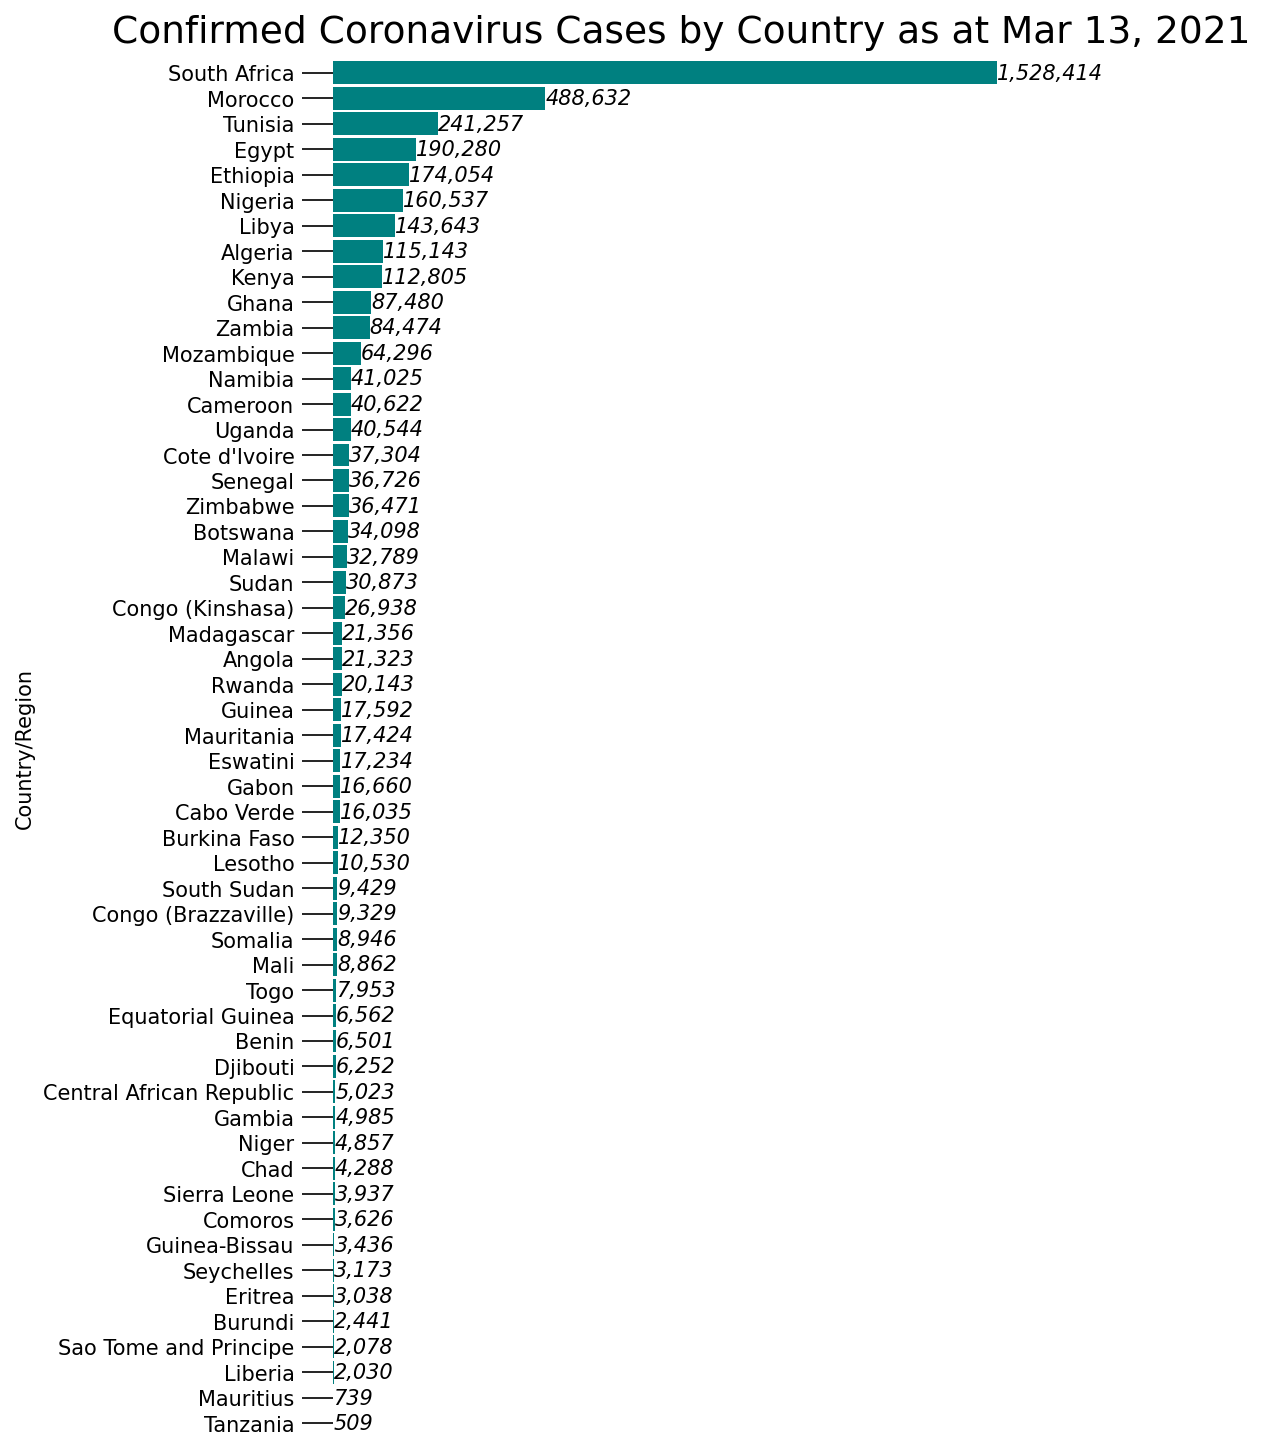 Confirmed Coronavirus Cases by Country as at Mar 13, 2021
South Africa 1,528,414
Morocco 488,632
Tunisia 241,257
Egypt 190,280
Ethiopia 174,054
Nigeria 160,537
Libya 143,643
Algeria 115,143
Kenya 112,805
Ghana 87,480
Zambia 84,474
Mozambique 64,296
Namibia 41,025
Cameroon 40,622
Uganda 40,544
Cote d'Ivoire 37,304
Senegal 36,726
Zimbabwe 36,471
Botswana 34,098
Malawi 32,789
Sudan 30,873
Congo (Kinshasa) 26,938
Madagascar 21,356
Angola 21,323
Rwanda 20,143
Guinea 17,592
Mauritania 17,424
Eswatini 17,234
Gabon 16,660
Cabo Verde 16,035
Burkina Faso 12,350
Lesotho 10,530
South Sudan 9,429
Congo (Brazzaville) 9,329
Somalia 8,946
Mali 8,862
Togo 7,953
Equatorial Guinea 6,562
Benin 6,501
Djibouti 6,252
Central African Republic 5,023
Gambia 4,985
Niger 4,857
Chad 4,288
Sierra Leone 3,937
Comoros 3,626
Guinea-Bissau 3,436
Seychelles 3,173
Eritrea 3,038
Burundi 2,441
Sao Tome and Principe 2,078
Liberia 2,030
Mauritius 739
Tanzania 509
Country/Region